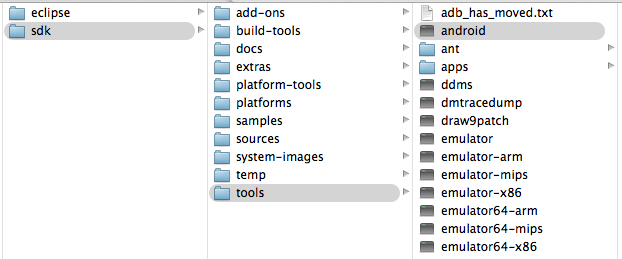 eclipse
sdk
add-ons
build-tools
docs
extras
platform-tools
platforms
samples
sources
system-images
temp
tools
adb_has_moved.txt
android
ant
apps
ddms
dmtracedump
draw9patch
emulator
emulator-arm
emulator-mips
emulator-x86
emulator64-arm
emulator64-mips
emulator64-x86